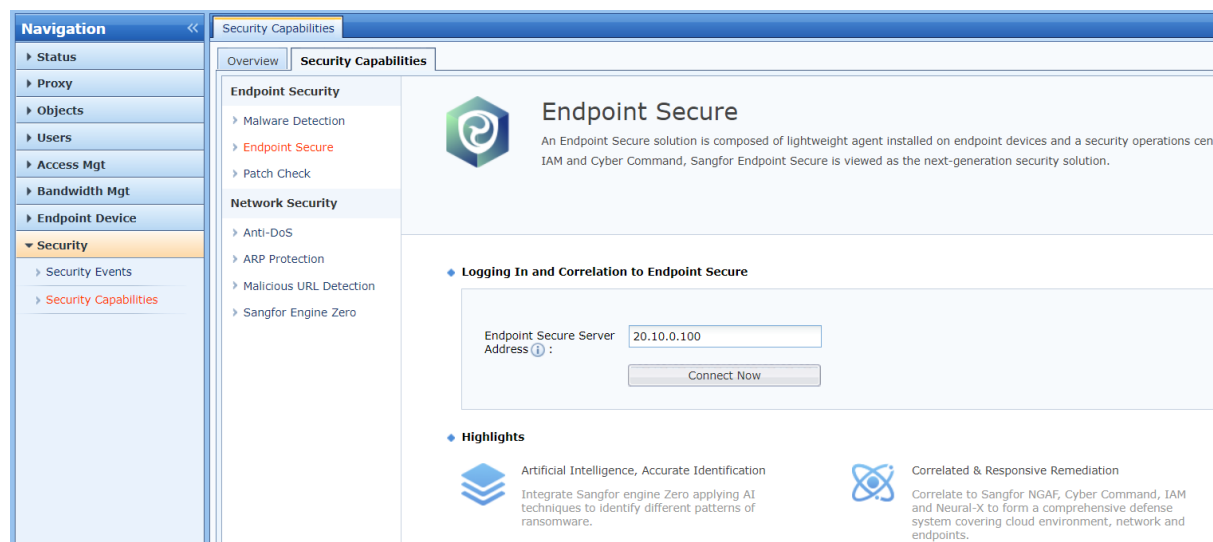 Navigation
Status
Proxy
Objects
Users
Access Mgt
Bandwidth Mgt
Endpoint Device
Security
Security Events
Security Capabilities
Security Capabilities
Overview
Security Capabilities
Endpoint Security
Malware Detection
Endpoint Secure
Patch Check
Network Security
Anti-DoS
ARP Protection
Malicious URL Detection
Sangfor Engine Zero
Endpoint Secure
An Endpoint Secure solution is composed of lightweight agent installed on endpoint devices and a security operations cen
IAM and Cyber Command, Sangfor Endpoint Secure is viewed as the next-generation security solution.
Logging In and Correlation to Endpoint Secure
Endpoint Secure Server
Address :
20.10.0.100
Connect Now
Highlights
Artificial Intelligence, Accurate Identification
Integrate Sangfor engine Zero applying AI
techniques to identify different patterns of
ransomware.
Correlated & Responsive Remediation
Correlate to Sangfor NGAF, Cyber Command, IAM
and Neural-X to form a comprehensive defense
system covering cloud environment, network and
endpoints.